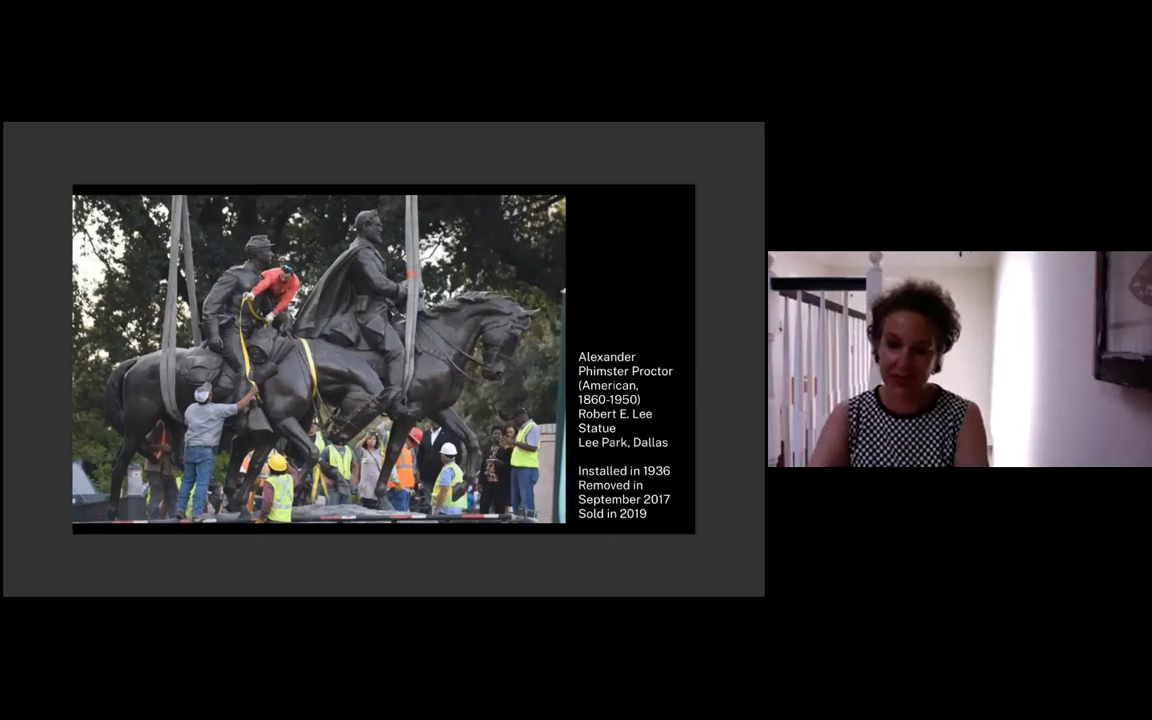 Alexander
Phimster Proctor
(American,
1860-1950)
Robert E. Lee
Statue
Lee Park, Dallas
Installed in 1936
Removed in
September 2017
Sold in 2019